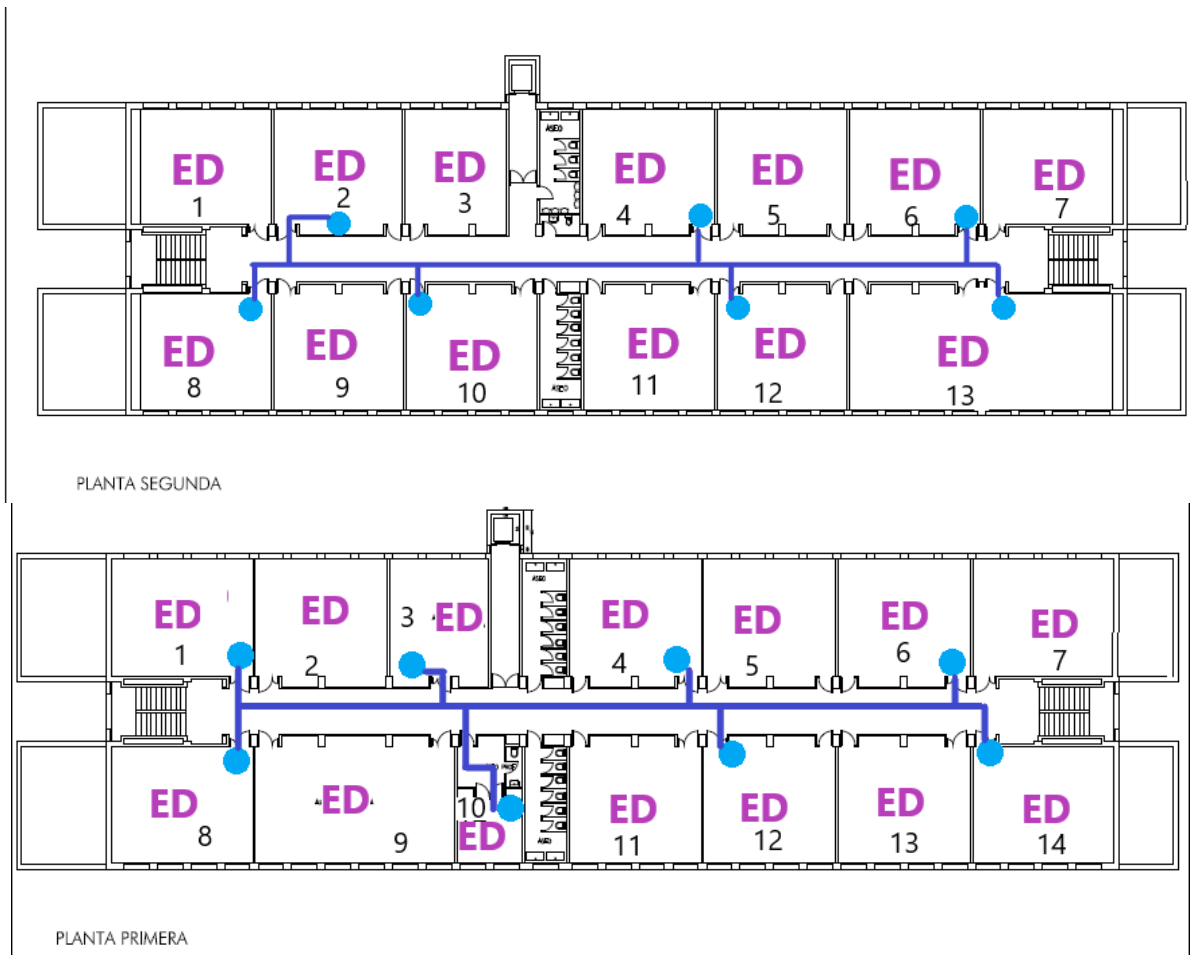 ED ED ED ED ED ED ED
ASEO
1 2 3 4 5 6 7
ED ED ED ED ED ED
8 9 10 11 12 13
ASEO
PLANTA SEGUNDA
ASEO
ED ED ED ED ED ED ED
1 2 3 4 5 6 7
ED ED ED ED ED ED ED
8 9 10 11 12 13 14
ASEO
PLANTA PRIMERA